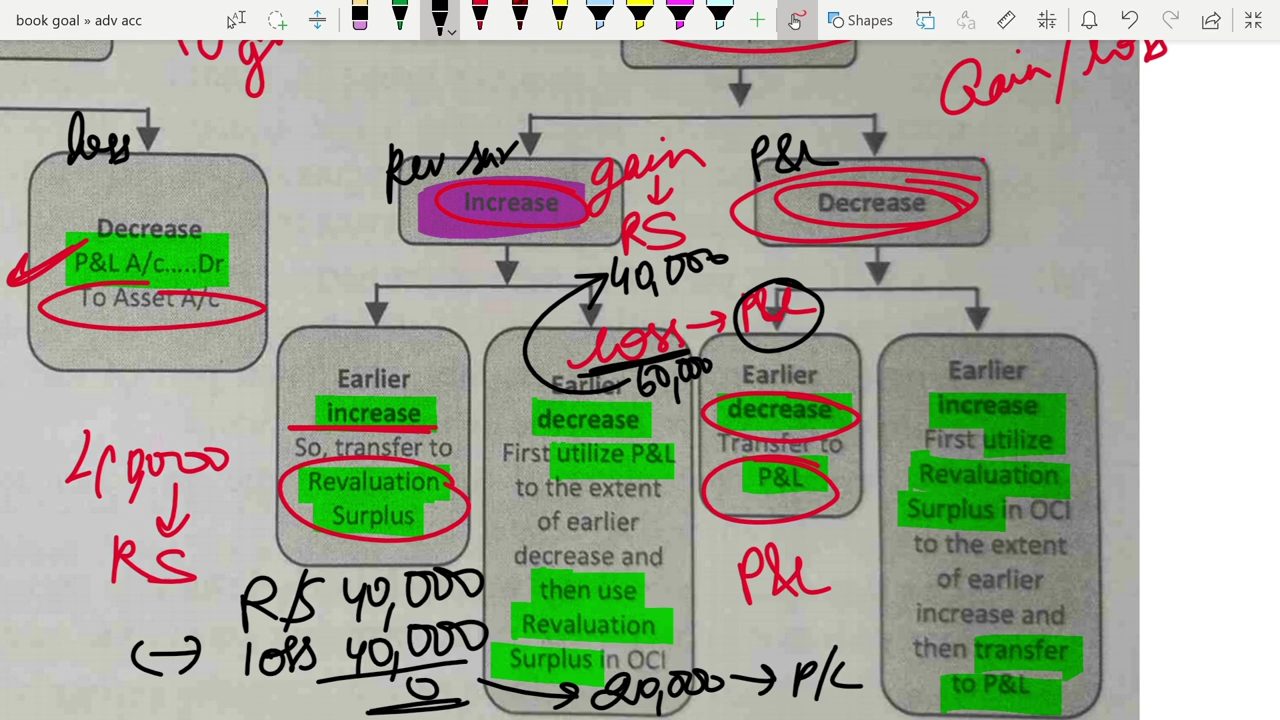 book goal » adv acc
Shapes
10 g
Gain/loss
loss
Decrease
P&L A/c.....Dr
To Asset A/c
Rev sur
Increase
gain
RS
40,000
P&L
Decrease
loss → P&L
60,000
Earlier
increase
So, transfer to
Revaluation
Surplus
Earlier
decrease
First utilize P&L
to the extent
of earlier
decrease and
then use
Revaluation
Surplus in OCI
Earlier
decrease
Transfer to
P&L
P&L
Earlier
increase
First utilize
Revaluation
Surplus in OCI
to the extent
of earlier
increase and
then transfer
to P&L
40,000
RS
R/S 40,000
(-) loss 40,000
0 → 20,000 → P/L